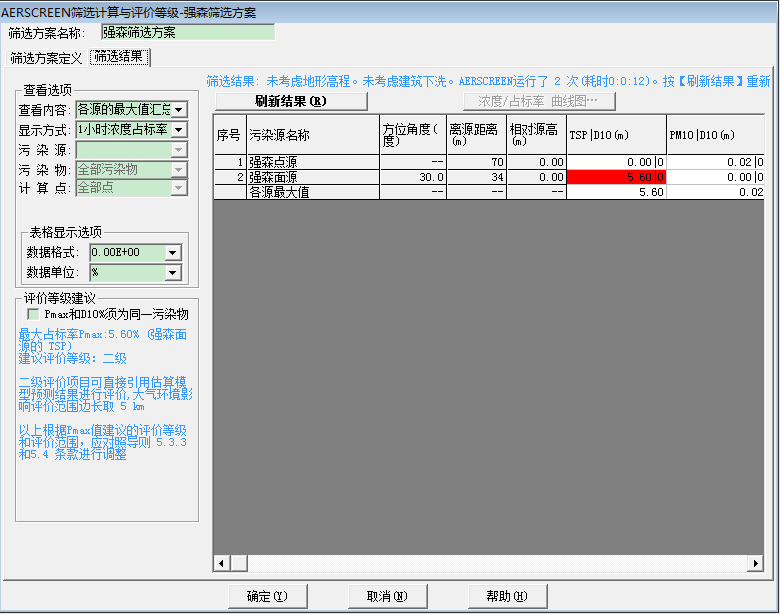 AERSCREEN筛选计算与评价等级-强森筛选方案
筛选方案名称: 强森筛选方案
筛选方案定义 筛选结果
筛选结果: 未考虑地形高程。未考虑建筑下洗。AERSCREEN运行了 2 次(耗时0:0:12)。按【刷新结果】重新
刷新结果(R) 浓度/占标率 曲线图…
查看选项
查看内容: 各源的最大值汇总
显示方式: 1小时浓度占标率
污 染 源:
污 染 物: 全部污染物
计 算 点: 全部点
表格显示选项
数据格式: 0.00E+00
数据单位: %
评价等级建议
Pmax和D10%须为同一污染物
最大占标率Pmax:5.60% (强森面
源的 TSP)
建议评价等级: 二级
二级评价项目可直接引用估算模
型预测结果进行评价,大气环境影
响评价范围边长取 5 km
以上根据Pmax值建议的评价等级
和评价范围, 应对照导则 5.3.3
和5.4 条款进行调整
序号 污染源名称 方位角度(度) 离源距离(m) 相对源高(m) TSP|D10(m) PM10|D10(m)
1 强森点源 -- 70 0.00 0.00|0 0.02|0
2 强森面源 30.0 34 0.00 5.60|0 0.00|0
各源最大值 -- -- -- 5.60 0.02
确定(Y) 取消(N) 帮助(H)